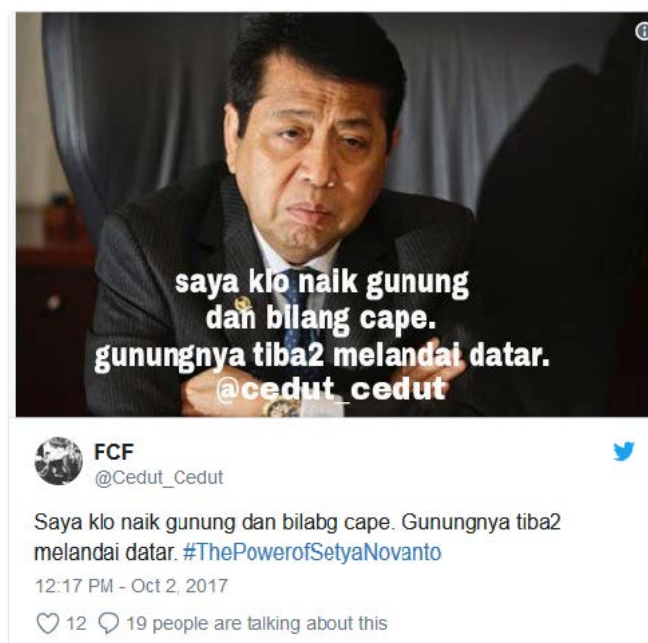 saya klo naik gunung
dan bilang cape.
gunungnya tiba2 melandai datar.
@cedut_cedut
FCF
@Cedut_Cedut
Saya klo naik gunung dan bilabg cape. Gunungnya tiba2
melandai datar. #ThePowerofSetyaNovanto
12:17 PM - Oct 2, 2017
12 19 people are talking about this